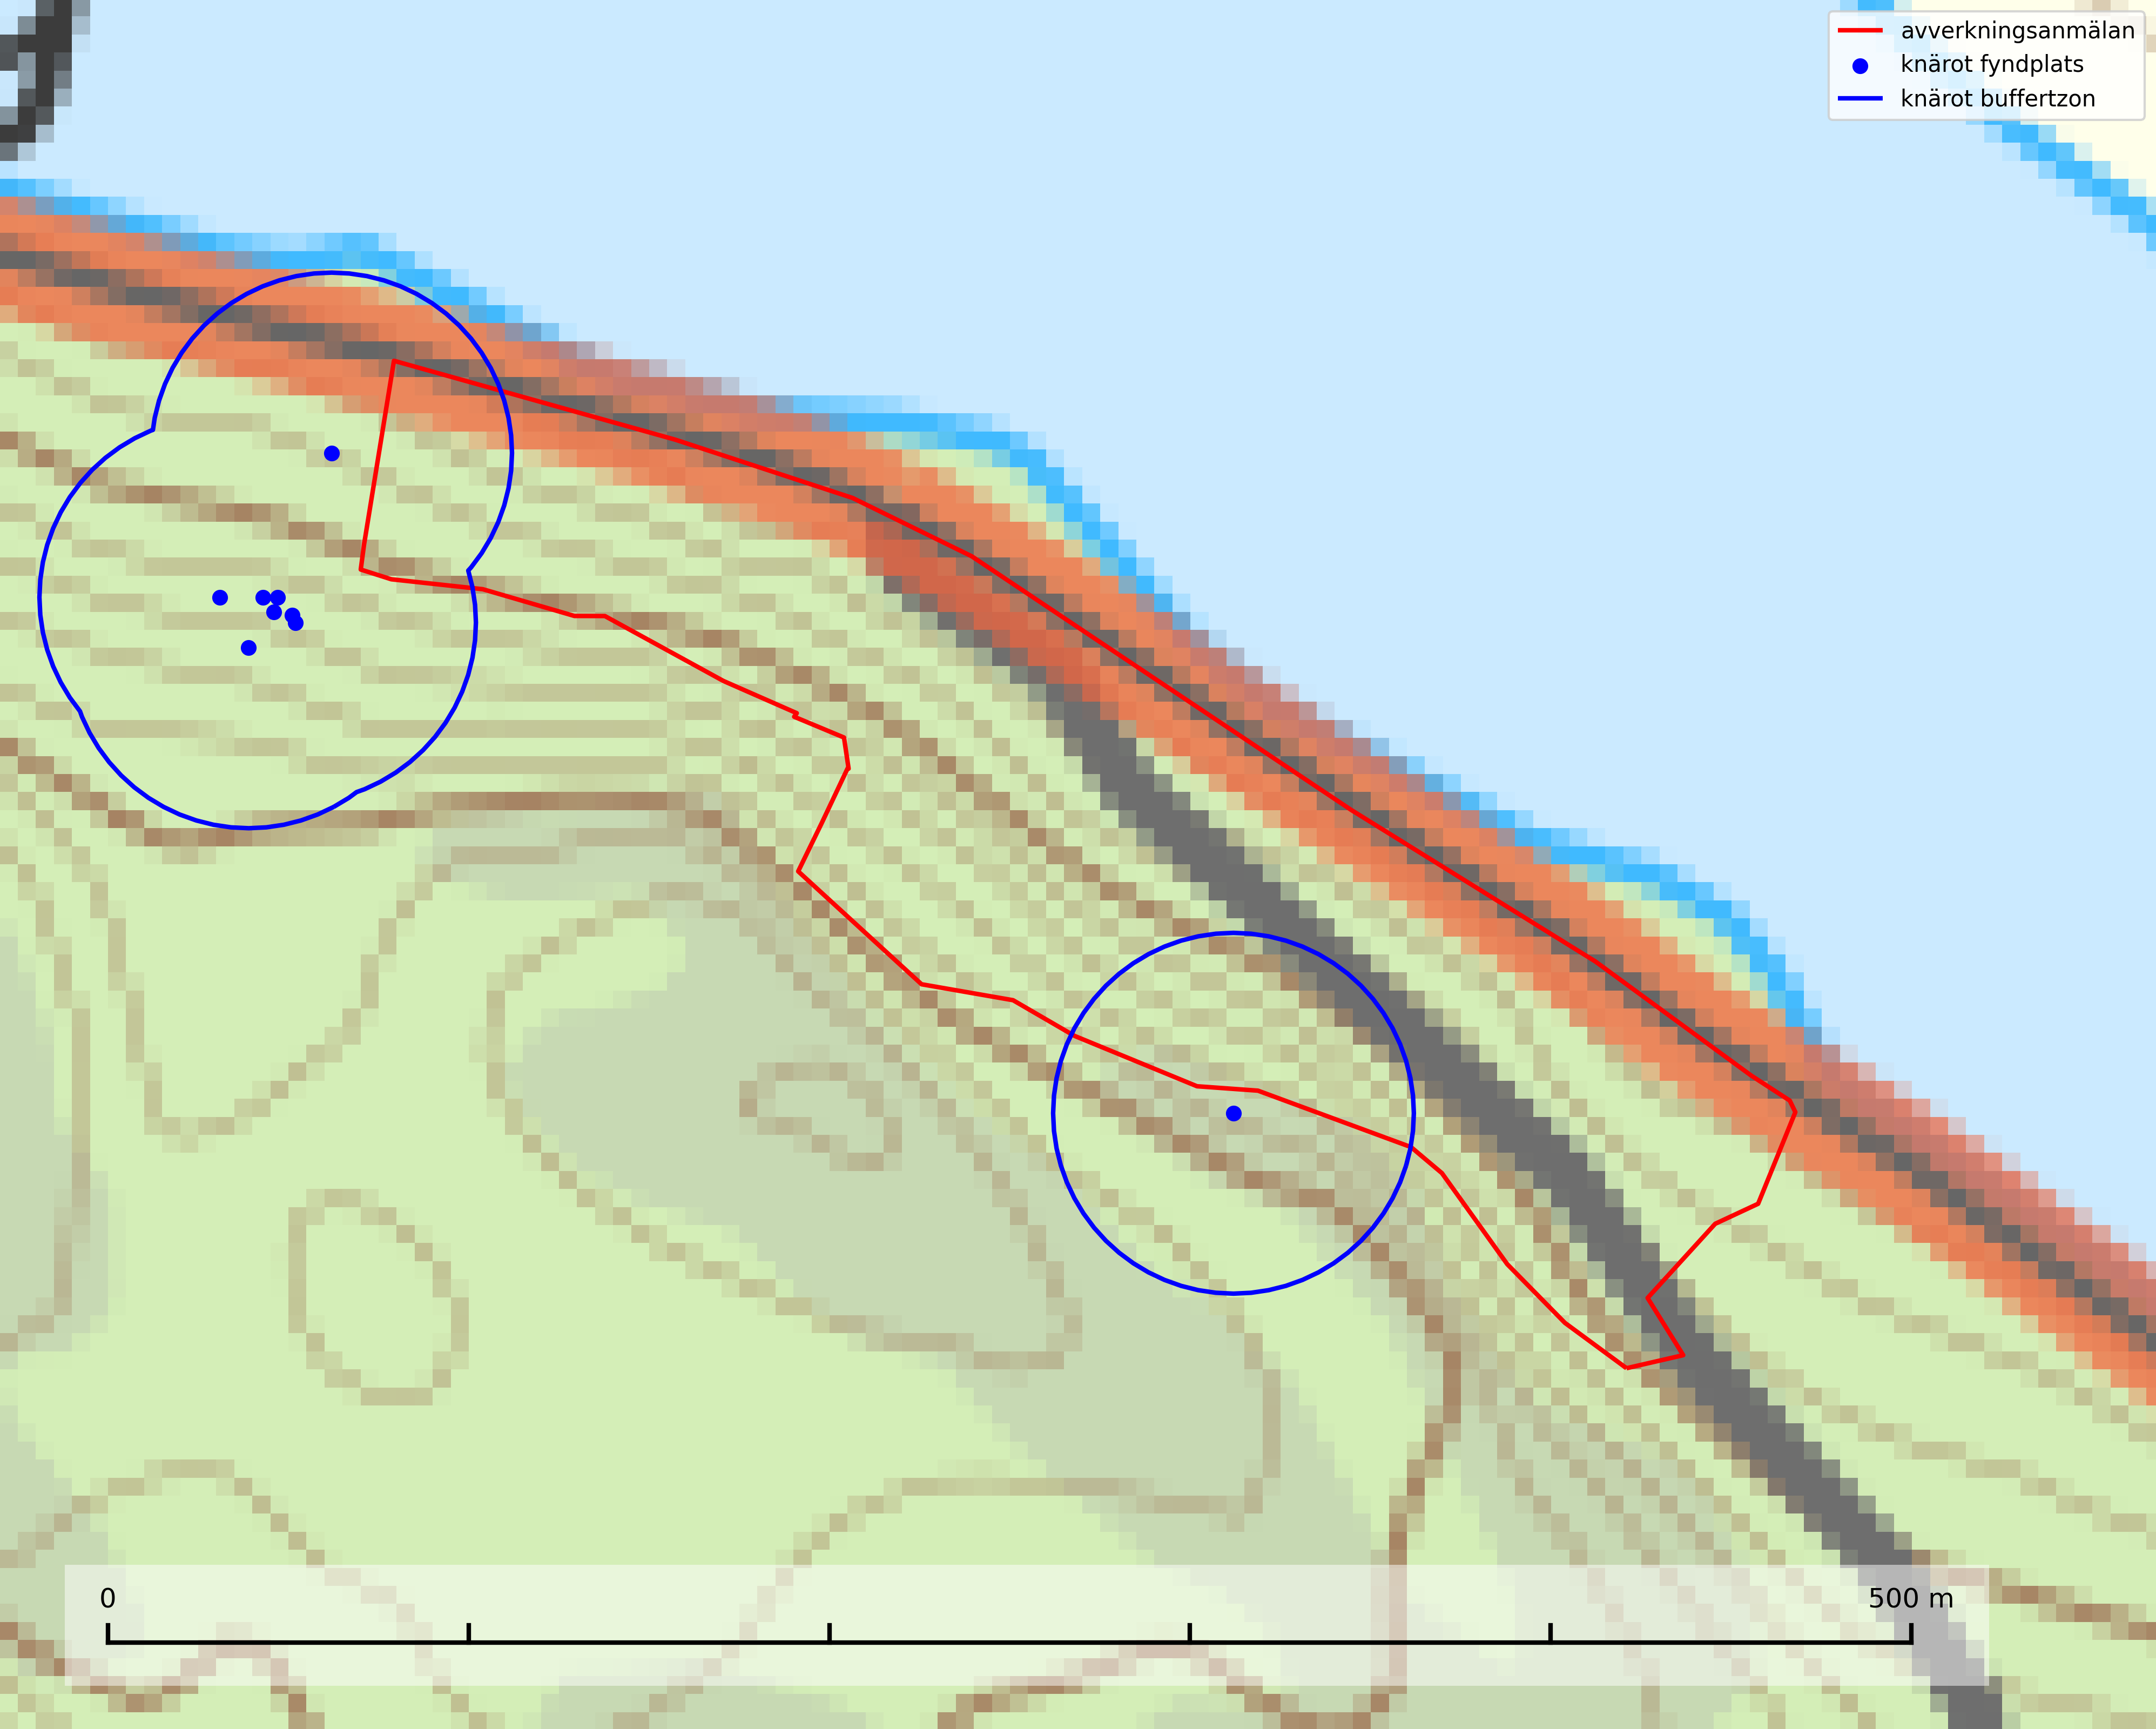 avverkningsanmälan
knärot fyndplats
knärot buffertzon
0
500 m